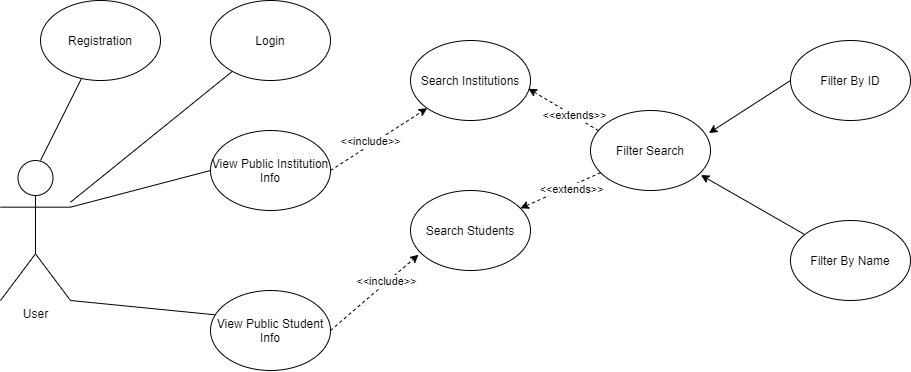 Registration
Login
Search Institutions
Filter By ID
<<extends>>
<<include>>
View Public Institution
Info
Filter Search
<<extends>>
Search Students
Filter By Name
<<include>>
User
View Public Student
Info